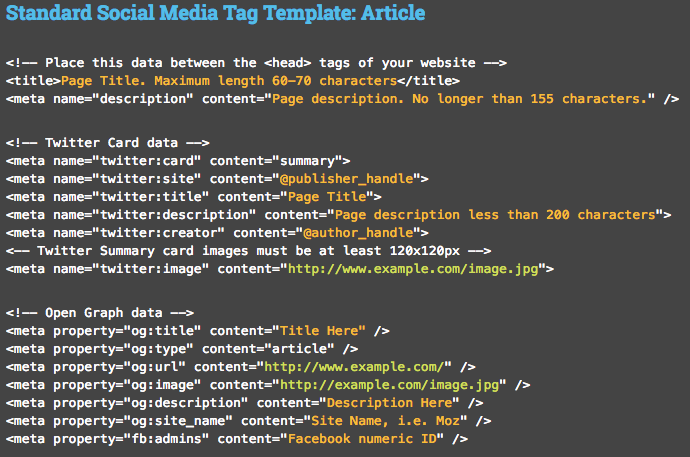 Standard Social Media Tag Template: Article
<!-- Place this data between the <head> tags of your website -->
<title>Page Title. Maximum length 60-70 characters</title>
<meta name="description" content="Page description. No longer than 155 characters." />
<!-- Twitter Card data -->
<meta name="twitter:card" content="summary">
<meta name="twitter:site" content="@publisher_handle">
<meta name="twitter:title" content="Page Title">
<meta name="twitter:description" content="Page description less than 200 characters">
<meta name="twitter:creator" content="@author_handle">
<-- Twitter Summary card images must be at least 120x120px -->
<meta name="twitter:image" content="http://www.example.com/image.jpg">
<!-- Open Graph data -->
<meta property="og:title" content="Title Here" />
<meta property="og:type" content="article" />
<meta property="og:url" content="http://www.example.com/" />
<meta property="og:image" content="http://example.com/image.jpg" />
<meta property="og:description" content="Description Here" />
<meta property="og:site_name" content="Site Name, i.e. Moz" />
<meta property="fb:admins" content="Facebook numeric ID" />